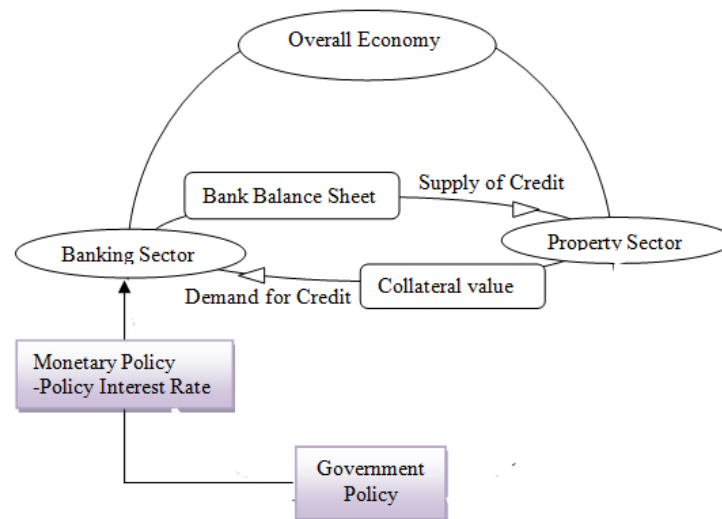 Overall Economy
Supply of Credit
Bank Balance Sheet
Banking Sector
Property Sector
Demand for Credit
Collateral value
Monetary Policy
-Policy Interest Rate
Government
Policy